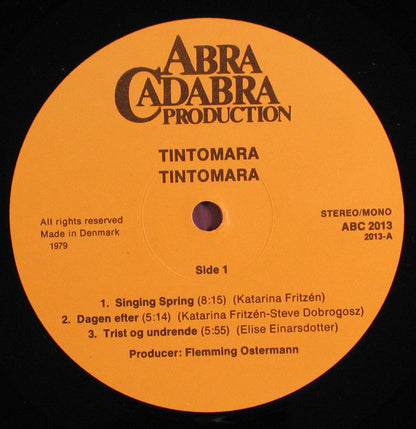 ABRA
CADABRA
PRODUCTION
TINTOMARA
TINTOMARA
All rights reserved
Made in Denmark
1979
STEREO/MONO
ABC 2013
2013-A
Side 1
1. Singing Spring (8:15) (Katarina Fritzén)
2. Dagen efter (5:14) (Katarina Fritzén-Steve Dobrogosz)
3. Trist og undrende (5:55) (Elise Einarsdotter)
Producer: Flemming Ostermann